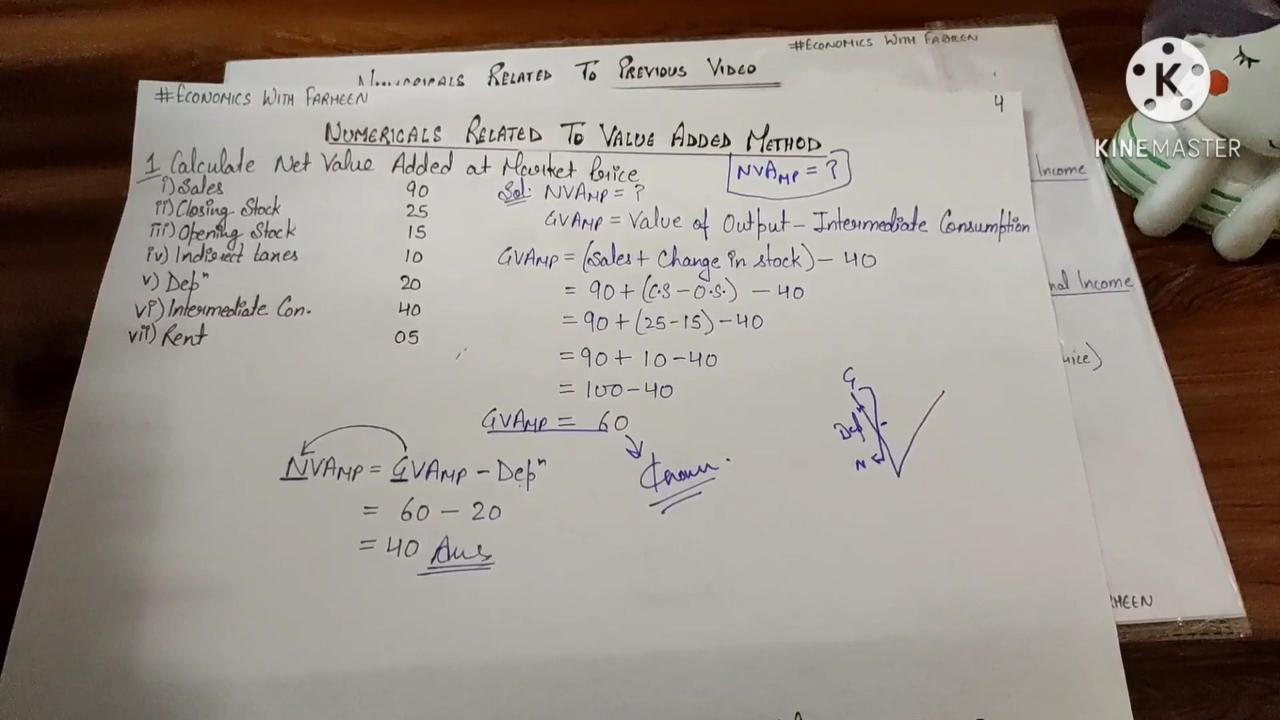 #ECONOMICS WITH FARHEEN
RELATED TO PREVIOUS VIDEO
K
KINEMASTER
#ECONOMICS WITH FARHEEN
4
NUMERICALS RELATED TO VALUE ADDED METHOD
1 Calculate Net Value Added at Market Price
NVAMP = ?
i) Sales 90
ii) Closing Stock 25
iii) Opening Stock 15
iv) Indirect taxes 10
v) Depⁿ 20
vi) Intermediate Con. 40
vii) Rent 05
Sol: NVAMP = ?
GVAMP = Value of Output - Intermediate Consumption
GVAMP = (Sales + Change in stock) - 40
= 90 + (C.S - O.S.) - 40
= 90 + (25 - 15) - 40
= 90 + 10 - 40
= 100 - 40
GVAMP = 60
Known.
NVAMP = GVAMP - Depⁿ
= 60 - 20
= 40 Ans
G
Depⁿ
N
Income
nal Income
HEEN